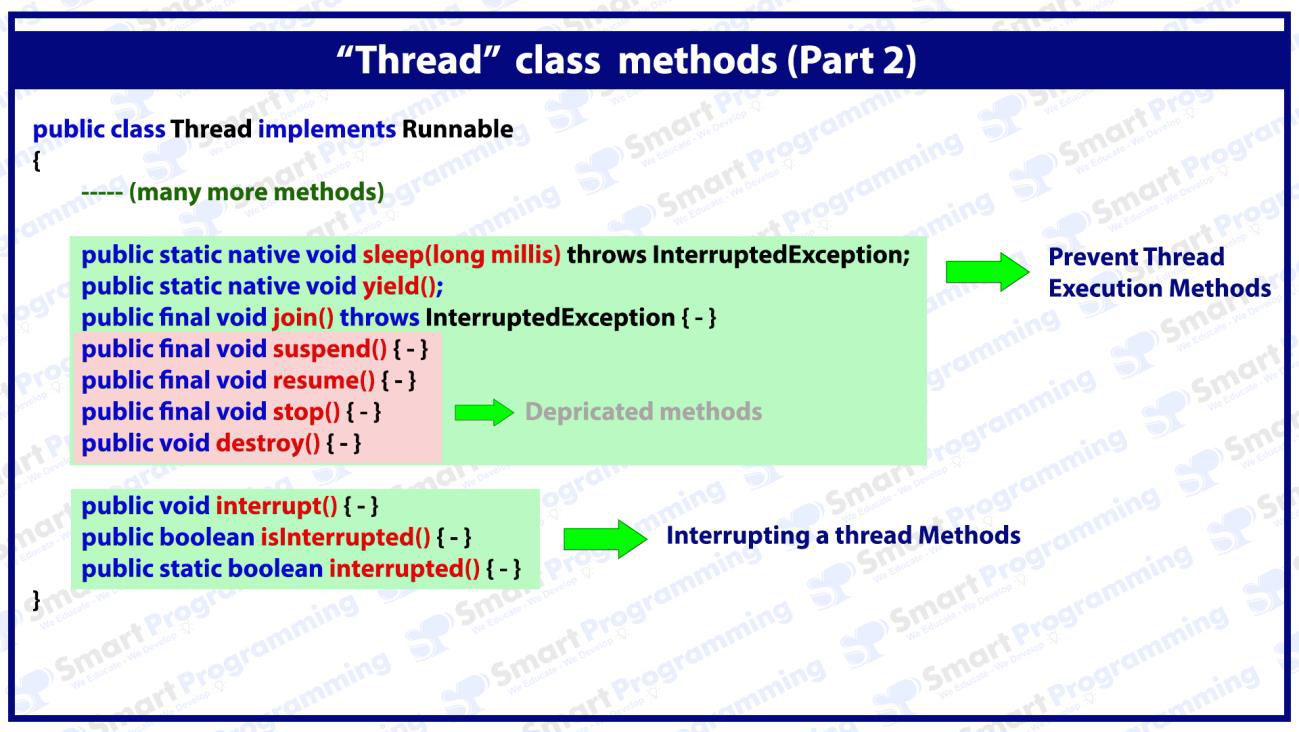 “Thread” class methods (Part 2)
public class Thread implements Runnable
{
----- (many more methods)
public static native void sleep(long millis) throws InterruptedException;
public static native void yield();
public final void join() throws InterruptedException { - }
public final void suspend() { - }
public final void resume() { - }
public final void stop() { - }
public void destroy() { - }
Prevent Thread
Execution Methods
Depricated methods
public void interrupt() { - }
public boolean isInterrupted() { - }
public static boolean interrupted() { - }
Interrupting a thread Methods
}
Smart Programming
We Educate - We Develop